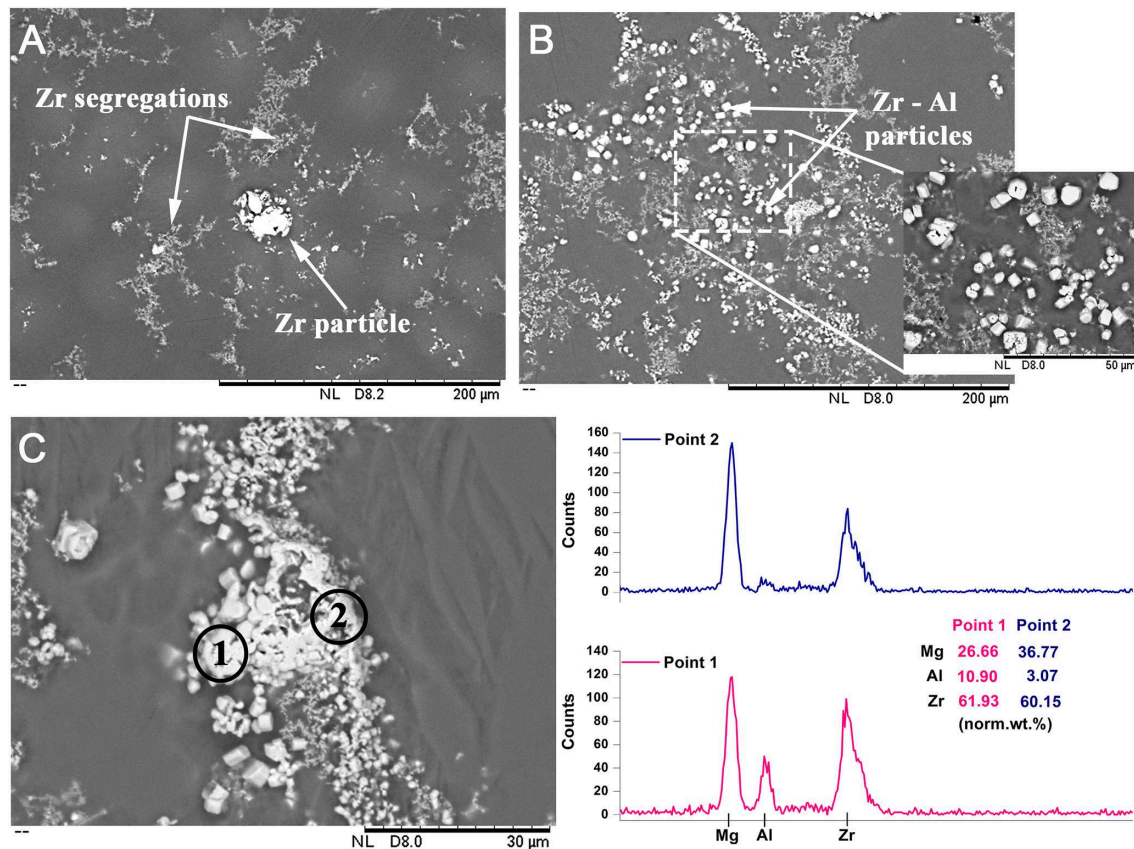 A
Zr segregations
Zr particle
NL D8.2 200 µm
B
Zr - Al
particles
NL D8.0 200 µm
NL D8.0 50 µm
C
1
2
NL D8.0 30 µm
Point 2
160
140
120
100
80
60
40
20
0
Counts
Point 1
140
120
100
80
60
40
20
0
Counts
Point 1 Point 2
Mg 26.66 36.77
Al 10.90 3.07
Zr 61.93 60.15
(norm.wt.%)
Mg Al Zr